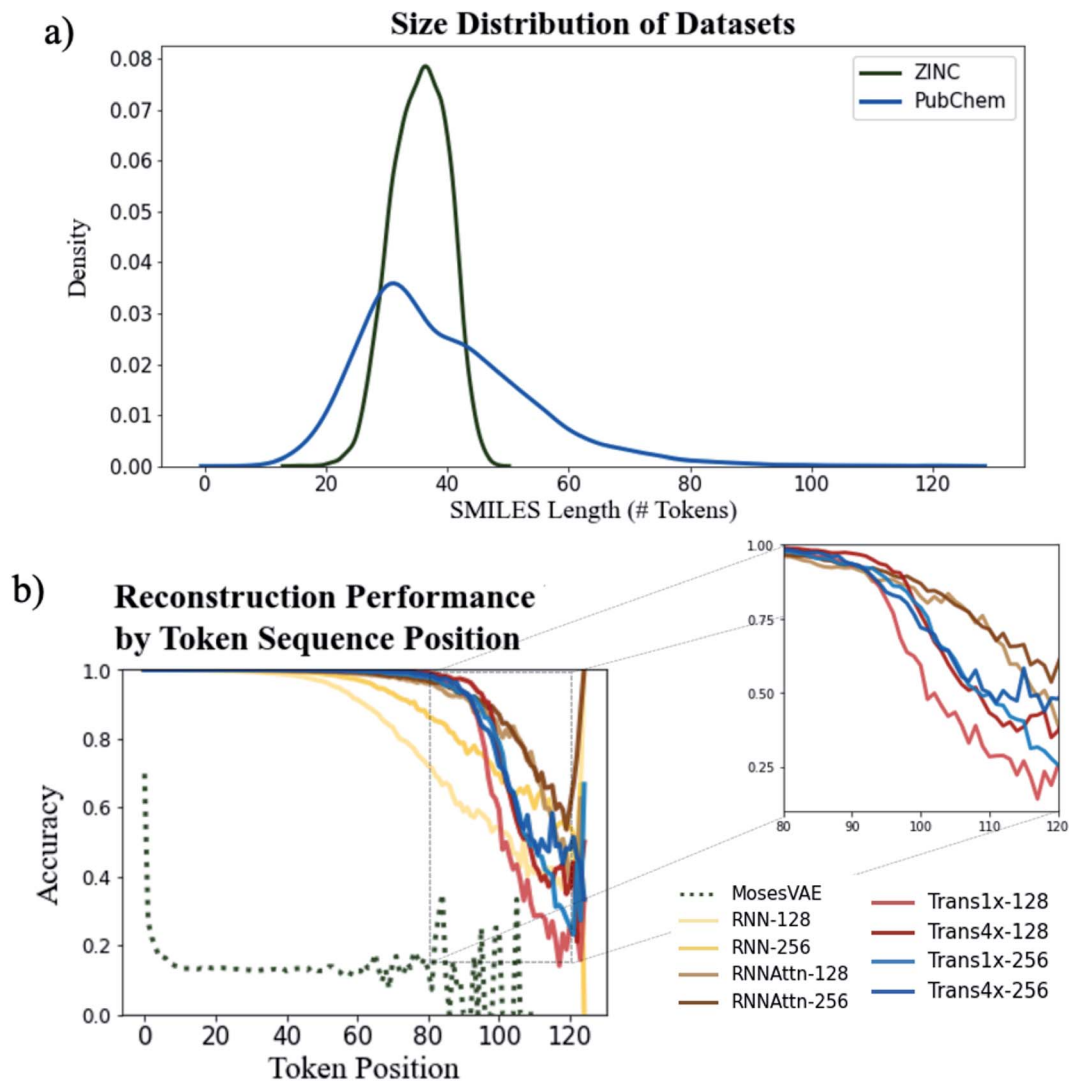 a)
Size Distribution of Datasets
0.08
0.07
0.06
0.05
0.04
0.03
0.02
0.01
0.00
Density
ZINC
PubChem
0 20 40 60 80 100 120
SMILES Length (# Tokens)
b)
Reconstruction Performance
by Token Sequence Position
1.0
0.8
0.6
0.4
0.2
0.0
Accuracy
0 20 40 60 80 100 120
Token Position
1.00
0.75
0.50
0.25
80 90 100 110 120
MosesVAE
RNN-128
RNN-256
RNNAttn-128
RNNAttn-256
Trans1x-128
Trans4x-128
Trans1x-256
Trans4x-256